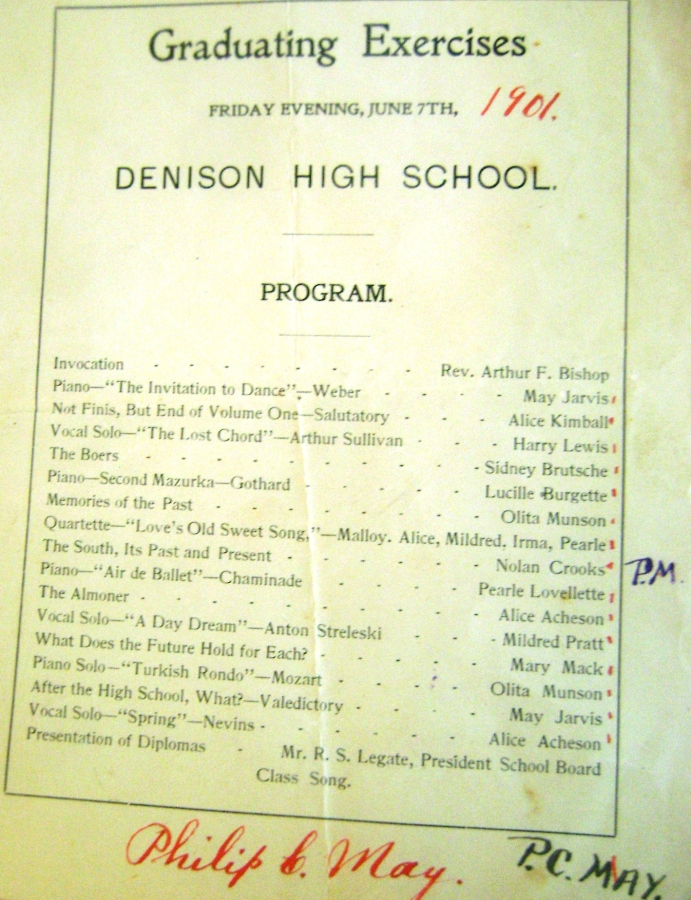 Graduating Exercises
FRIDAY EVENING, JUNE 7TH, 1901.
DENISON HIGH SCHOOL.
PROGRAM.
Invocation - - - - - - - Rev. Arthur F. Bishop
Piano—"The Invitation to Dance"—Weber - - - - May Jarvis
Not Finis, But End of Volume One—Salutatory - - - Alice Kimball
Vocal Solo—"The Lost Chord"—Arthur Sullivan - - - Harry Lewis
The Boers - - - - - - - - Sidney Brutsche
Piano—Second Mazurka—Gothard - - - - - Lucille Burgette
Memories of the Past - - - - - - - Olita Munson
Quartette—"Love's Old Sweet Song,"—Malloy. Alice, Mildred, Irma, Pearle
The South, Its Past and Present - - - - - Nolan Crooks P.M.
Piano—"Air de Ballet"—Chaminade - - - - Pearle Lovellette
The Almoner - - - - - - - - Alice Acheson
Vocal Solo—"A Day Dream"—Anton Streleski - - - Mildred Pratt
What Does the Future Hold for Each? - - - - - Mary Mack
Piano Solo—"Turkish Rondo"—Mozart - - - - Olita Munson
After the High School, What?—Valedictory - - - - May Jarvis
Vocal Solo—"Spring"—Nevins - - - - - - Alice Acheson
Presentation of Diplomas - Mr. R. S. Legate, President School Board
Class Song.
Philip C. May.
P.C. MAY.